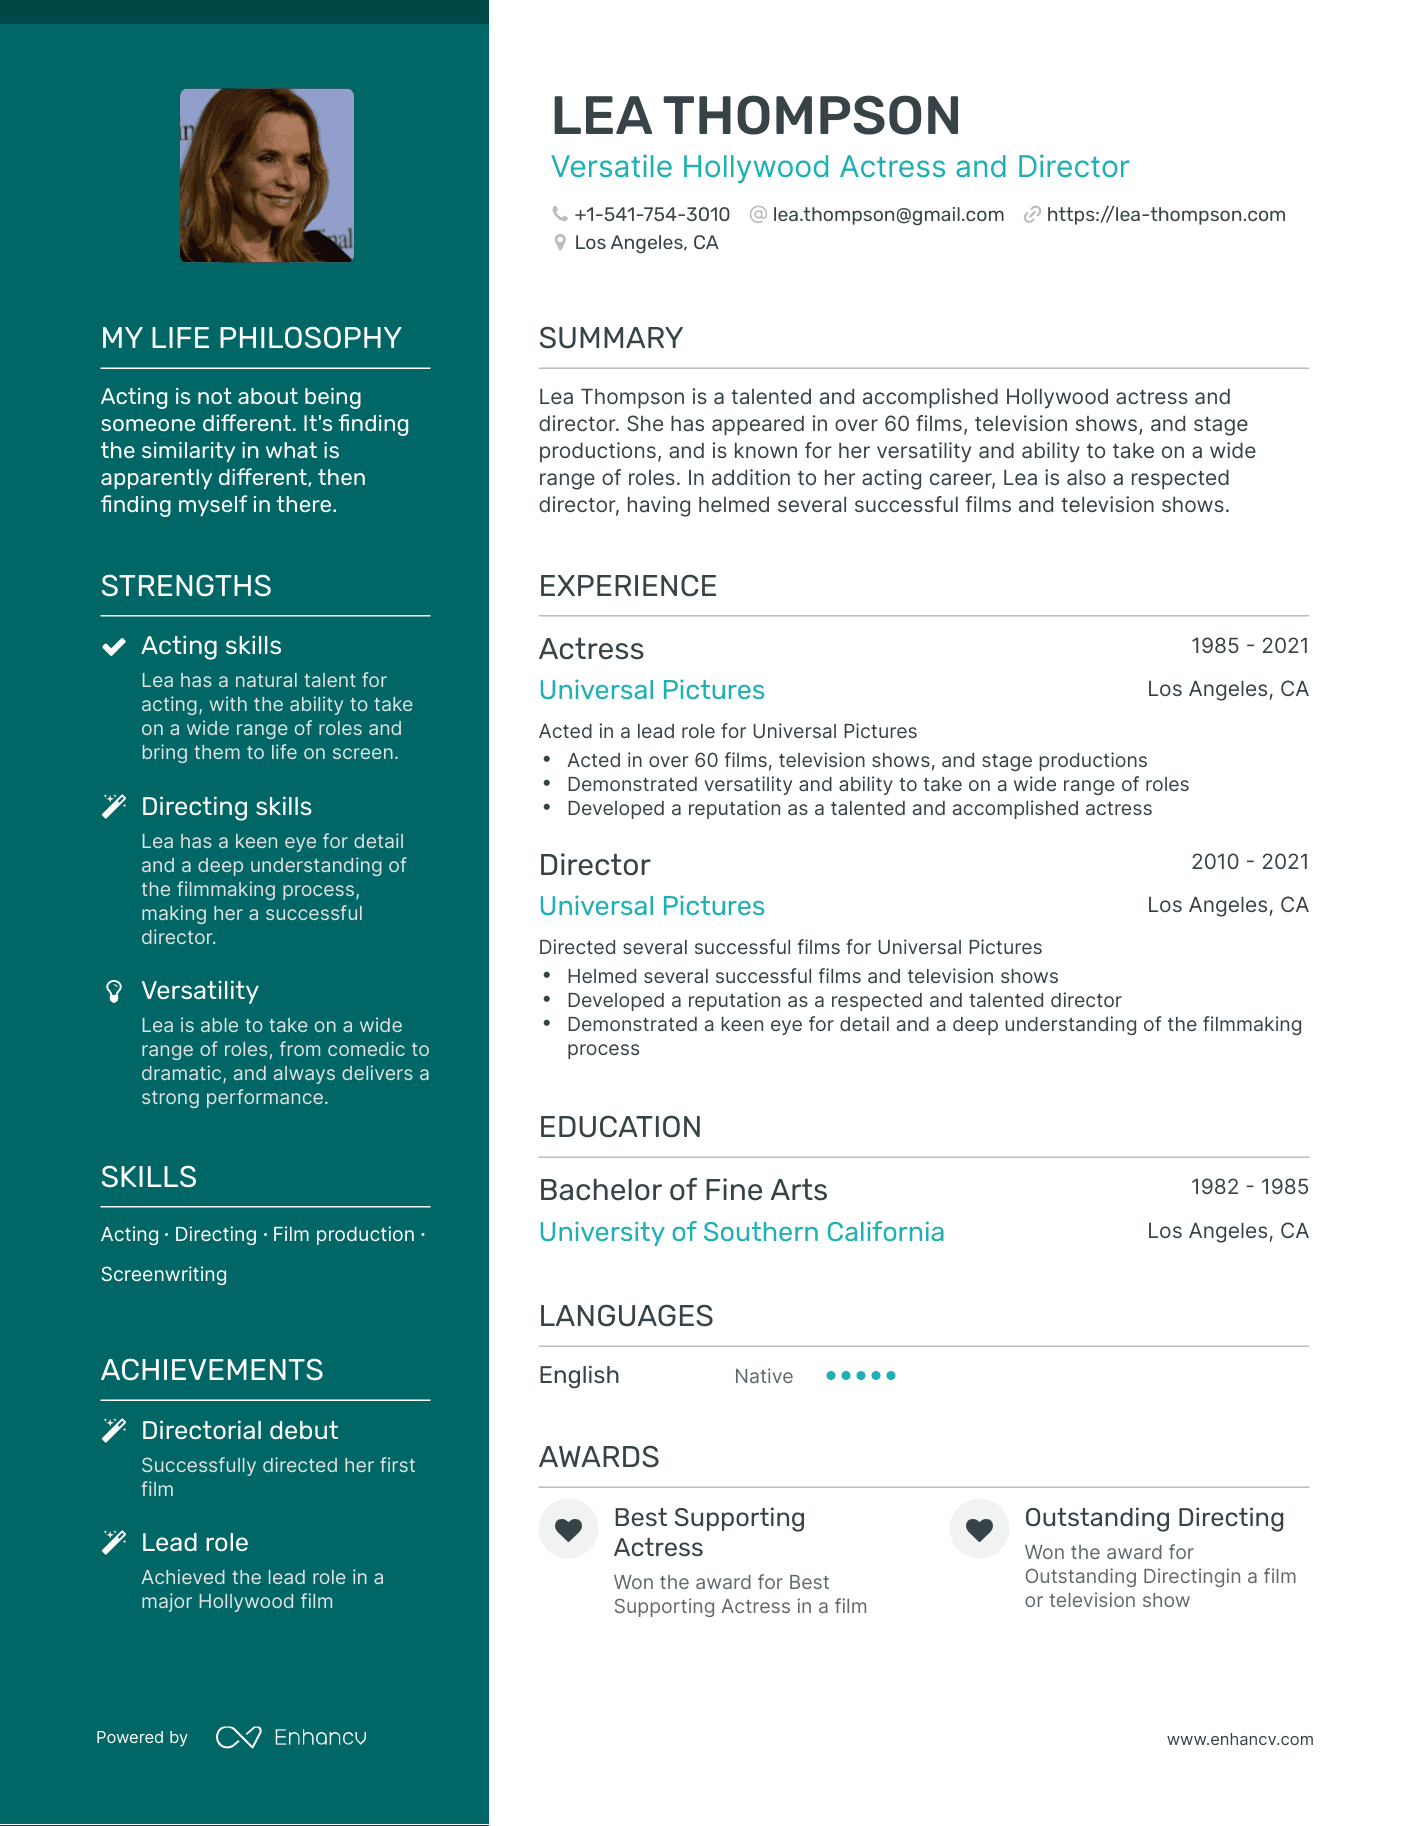 LEA THOMPSON
Versatile Hollywood Actress and Director
+1-541-754-3010 @ lea.thompson@gmail.com https://lea-thompson.com
Los Angeles, CA
MY LIFE PHILOSOPHY
Acting is not about being
someone different. It's finding
the similarity in what is
apparently different, then
finding myself in there.
STRENGTHS
Acting skills
Lea has a natural talent for
acting, with the ability to take
on a wide range of roles and
bring them to life on screen.
Directing skills
Lea has a keen eye for detail
and a deep understanding of
the filmmaking process,
making her a successful
director.
Versatility
Lea is able to take on a wide
range of roles, from comedic to
dramatic, and always delivers a
strong performance.
SKILLS
Acting · Directing · Film production ·
Screenwriting
ACHIEVEMENTS
Directorial debut
Successfully directed her first
film
Lead role
Achieved the lead role in a
major Hollywood film
SUMMARY
Lea Thompson is a talented and accomplished Hollywood actress and
director. She has appeared in over 60 films, television shows, and stage
productions, and is known for her versatility and ability to take on a wide
range of roles. In addition to her acting career, Lea is also a respected
director, having helmed several successful films and television shows.
EXPERIENCE
Actress 1985 - 2021
Universal Pictures Los Angeles, CA
Acted in a lead role for Universal Pictures
• Acted in over 60 films, television shows, and stage productions
• Demonstrated versatility and ability to take on a wide range of roles
• Developed a reputation as a talented and accomplished actress
Director 2010 - 2021
Universal Pictures Los Angeles, CA
Directed several successful films for Universal Pictures
• Helmed several successful films and television shows
• Developed a reputation as a respected and talented director
• Demonstrated a keen eye for detail and a deep understanding of the filmmaking
process
EDUCATION
Bachelor of Fine Arts 1982 - 1985
University of Southern California Los Angeles, CA
LANGUAGES
English Native
AWARDS
Best Supporting
Actress
Won the award for Best
Supporting Actress in a film
Outstanding Directing
Won the award for
Outstanding Directingin a film
or television show
Powered by Enhancv
www.enhancv.com